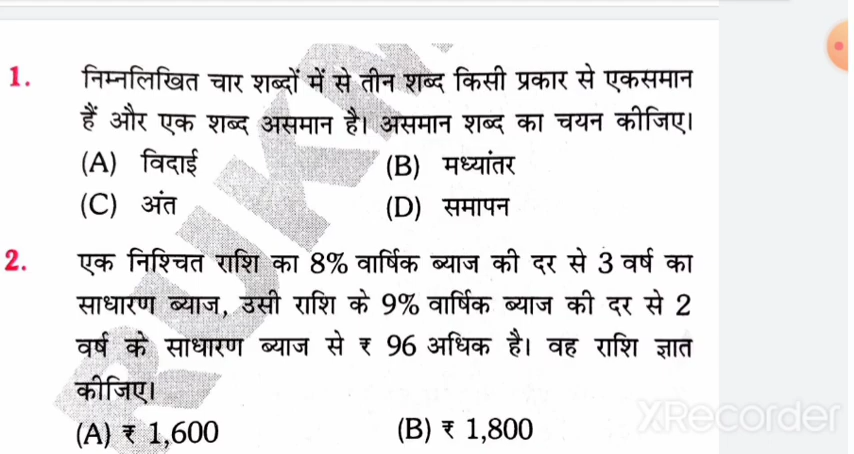 1. निम्नलिखित चार शब्दों में से तीन शब्द किसी प्रकार से एकसमान
हैं और एक शब्द असमान है। असमान शब्द का चयन कीजिए।
(A) विदाई (B) मध्यांतर
(C) अंत (D) समापन
2. एक निश्चित राशि का 8% वार्षिक ब्याज की दर से 3 वर्ष का
साधारण ब्याज, उसी राशि के 9% वार्षिक ब्याज की दर से 2
वर्ष के साधारण ब्याज से ₹ 96 अधिक है। वह राशि ज्ञात
कीजिए।
(A) ₹ 1,600 (B) ₹ 1,800
XRecorder